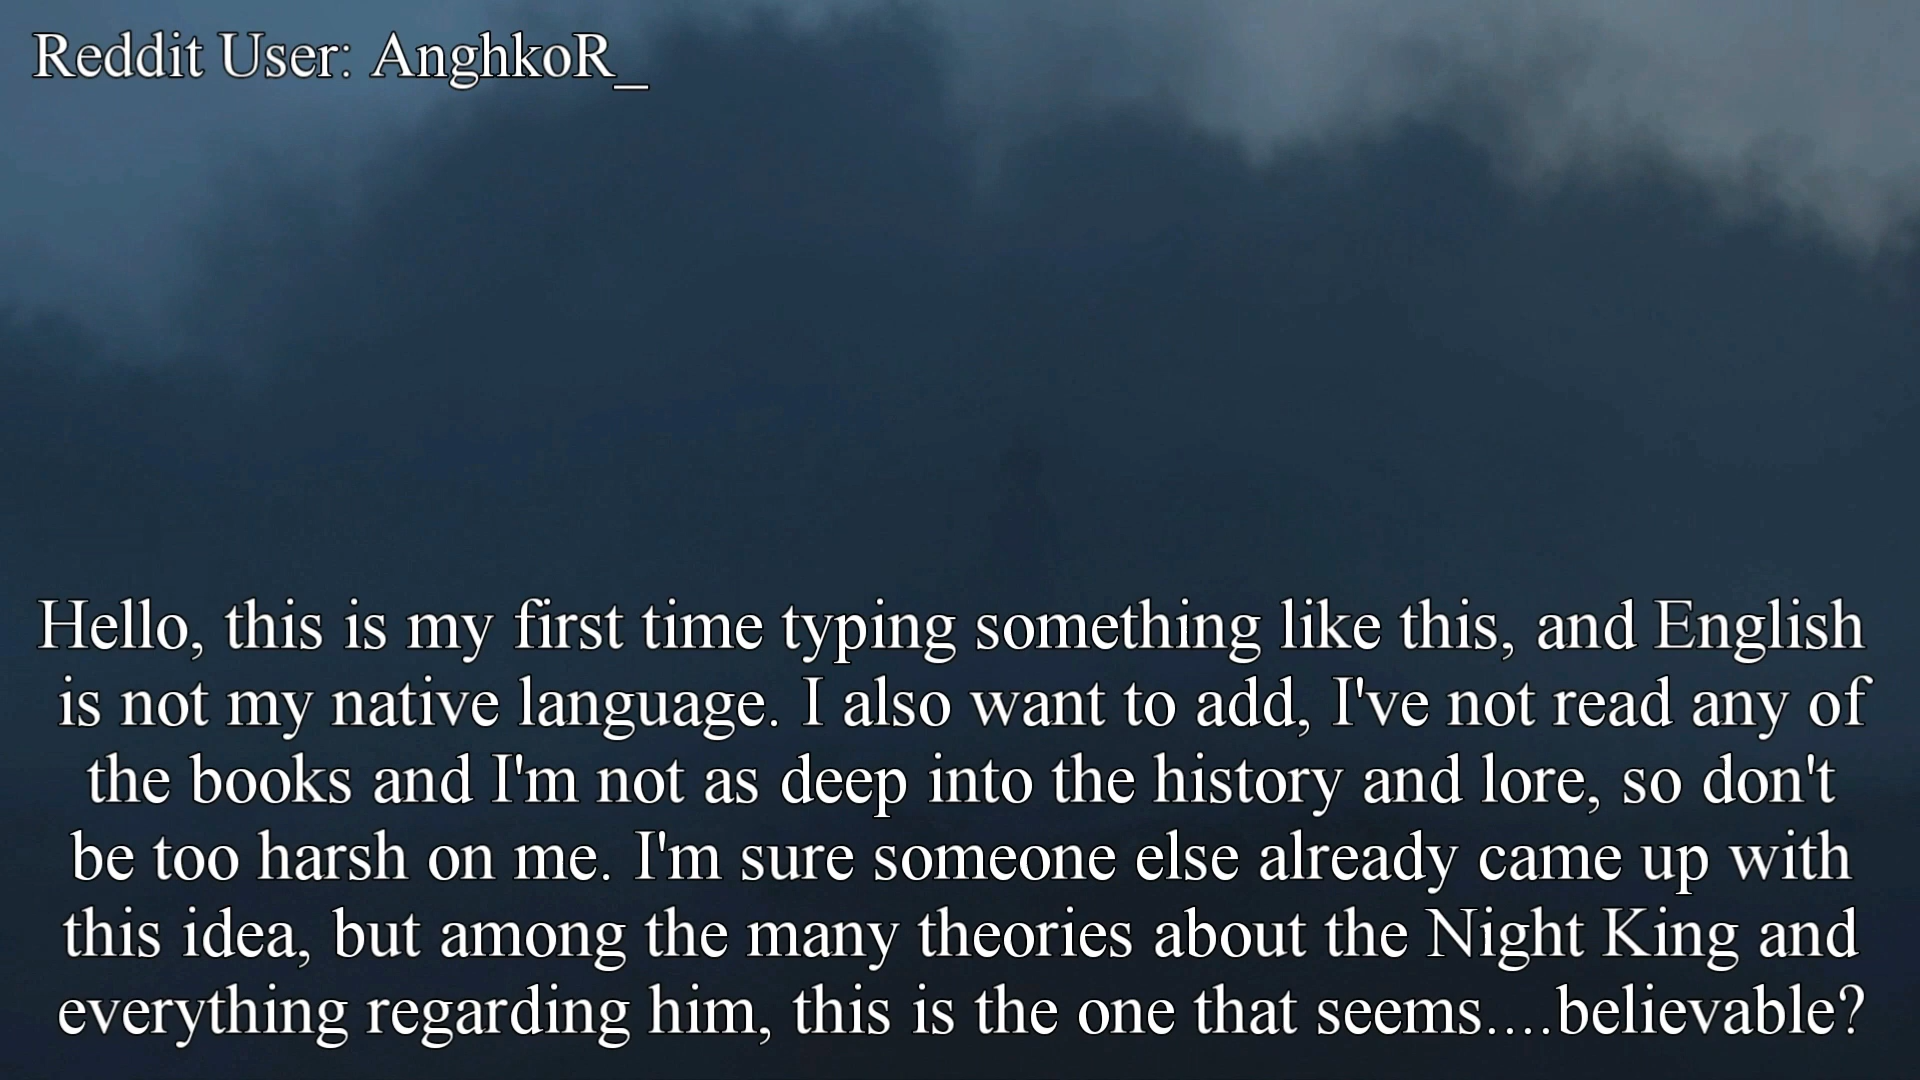 Reddit User: AnghkoR_
Hello, this is my first time typing something like this, and English
is not my native language. I also want to add, I've not read any of
the books and I'm not as deep into the history and lore, so don't
be too harsh on me. I'm sure someone else already came up with
this idea, but among the many theories about the Night King and
everything regarding him, this is the one that seems....believable?